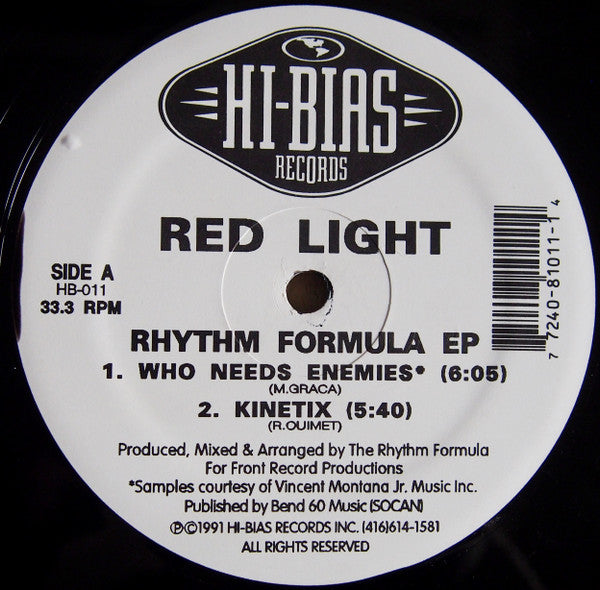 HI-BIAS
RECORDS
RED LIGHT
SIDE A
HB-011
33.3 RPM
7 7240-81011-1 4
RHYTHM FORMULA EP
1. WHO NEEDS ENEMIES* (6:05)
(M.GRACA)
2. KINETIX (5:40)
(R.OUIMET)
Produced, Mixed & Arranged by The Rhythm Formula
For Front Record Productions
*Samples courtesy of Vincent Montana Jr. Music Inc.
Published by Bend 60 Music (SOCAN)
℗©1991 HI-BIAS RECORDS INC. (416)614-1581
ALL RIGHTS RESERVED